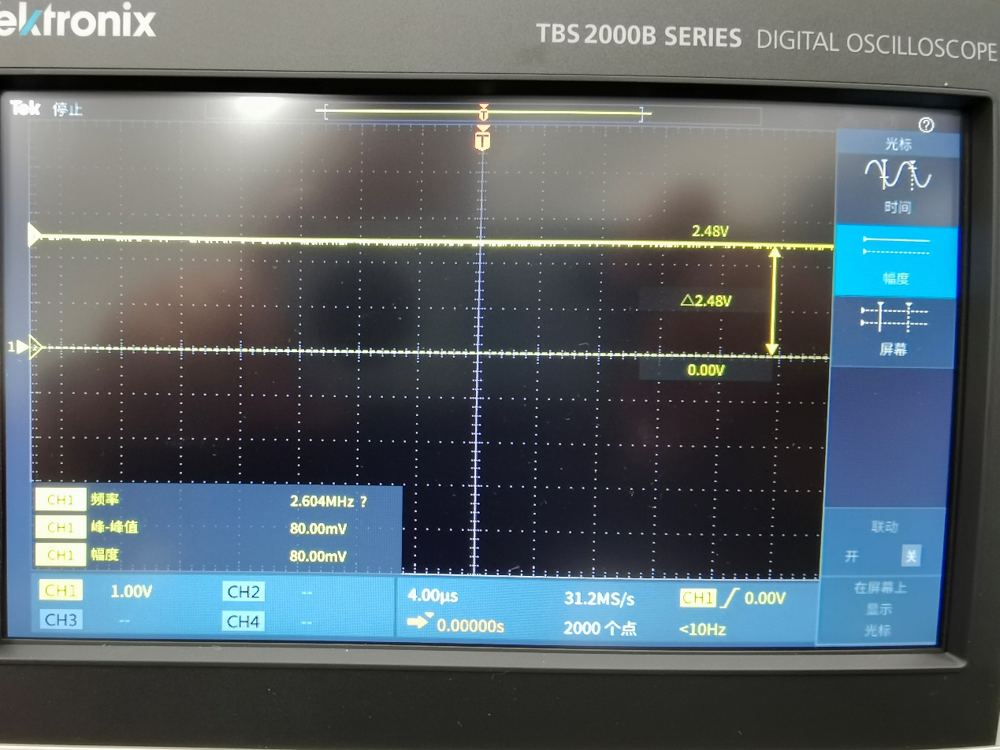 ektronix
TBS 2000B SERIES DIGITAL OSCILLOSCOPE
Tek 停止
T
T
?
光标
时间
2.48V
幅度
△2.48V
屏幕
1
2
0.00V
CH1 频率 2.604MHz ?
CH1 峰-峰值 80.00mV
CH1 幅度 80.00mV
联动
开 关
CH1 1.00V CH2 --
CH3 -- CH4 --
4.00µs 31.2MS/s CH1 0.00V
0.00000s 2000 个点 <10Hz
在屏幕上
显示
光标